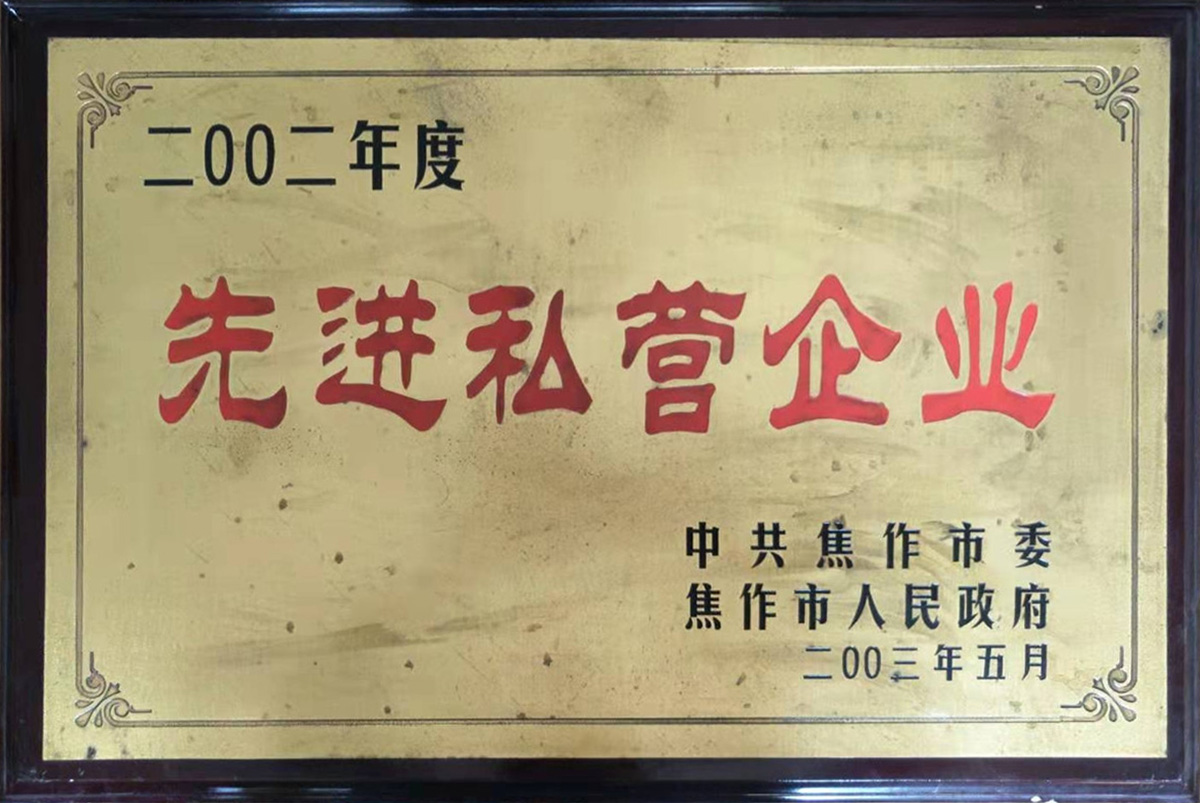 二00二年度
先进私营企业
中共焦作市委
焦作市人民政府
二00三年五月